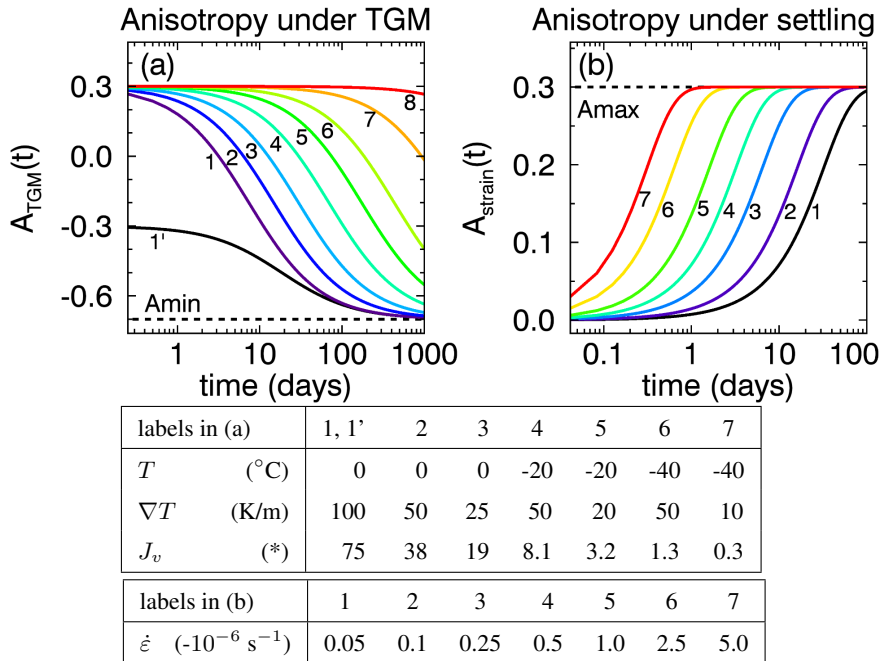 Anisotropy under TGM
Anisotropy under settling
(a)
0.3
0.0
-0.3
-0.6
A_TGM(t)
1
2
3
4
5
6
7
8
1'
Amin
1
10
100
1000
time (days)
(b)
0.3
0.2
0.1
0.0
A_strain(t)
Amax
7
6
5
4
3
2
1
0.1
1
10
100
time (days)
labels in (a) 1, 1’ 2 3 4 5 6 7
T (°C) 0 0 0 -20 -20 -40 -40
∇T (K/m) 100 50 25 50 20 50 10
J_v (*) 75 38 19 8.1 3.2 1.3 0.3
labels in (b) 1 2 3 4 5 6 7
ε̇ (-10⁻⁶ s⁻¹) 0.05 0.1 0.25 0.5 1.0 2.5 5.0